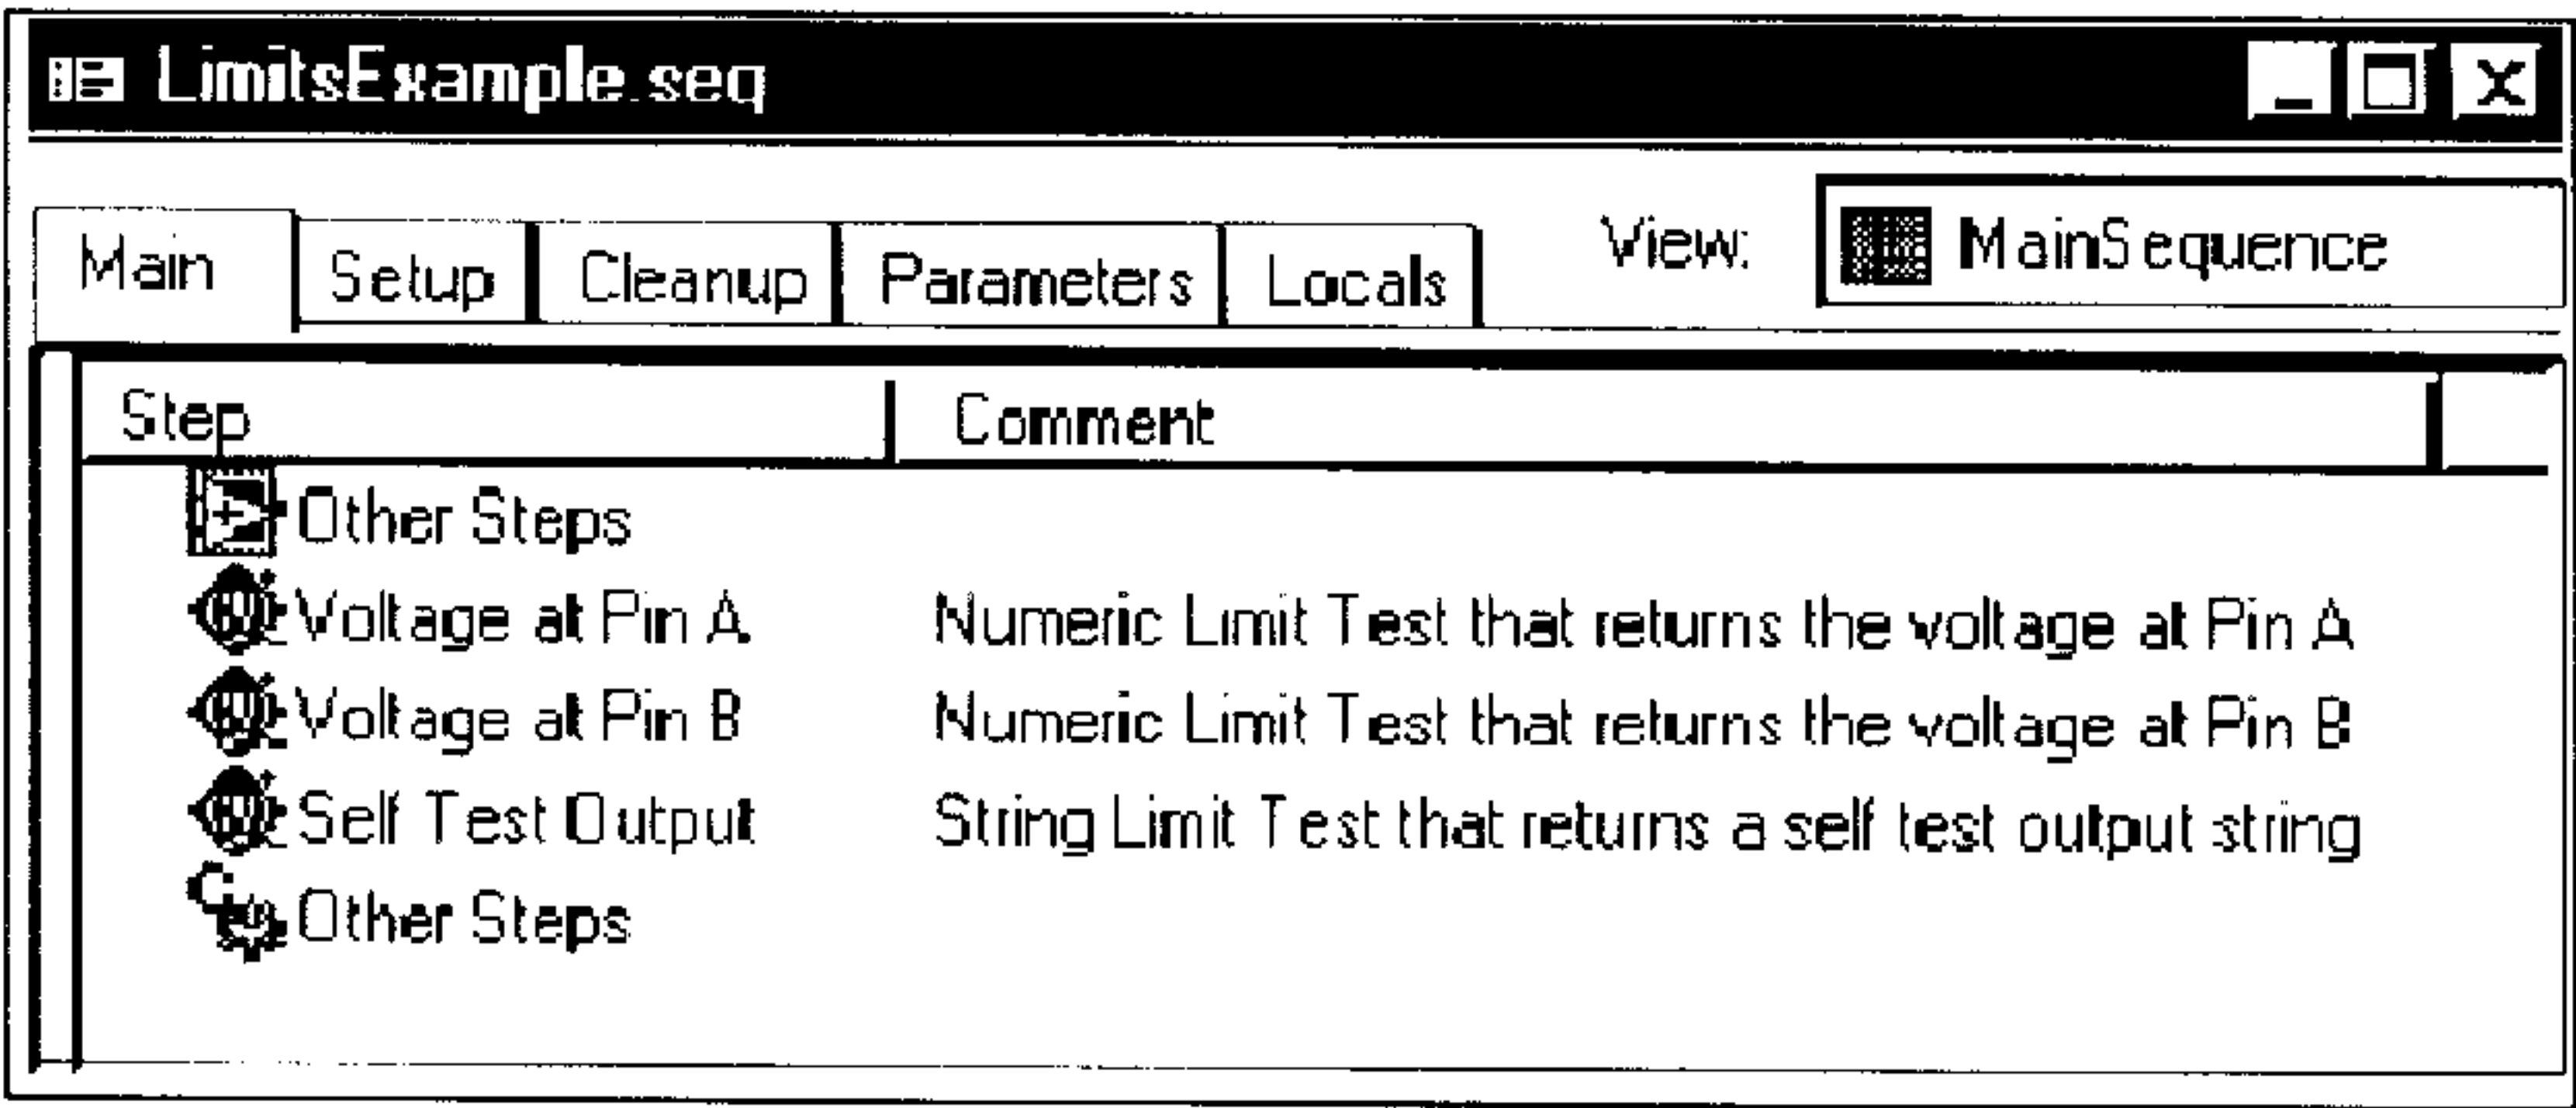 LimitsExample.seq
Main Setup Cleanup Parameters Locals View: MainSequence
Step Comment
Other Steps
Voltage at Pin A Numeric Limit Test that returns the voltage at Pin A
Voltage at Pin B Numeric Limit Test that returns the voltage at Pin B
Self Test Output String Limit Test that returns a self test output string
Other Steps